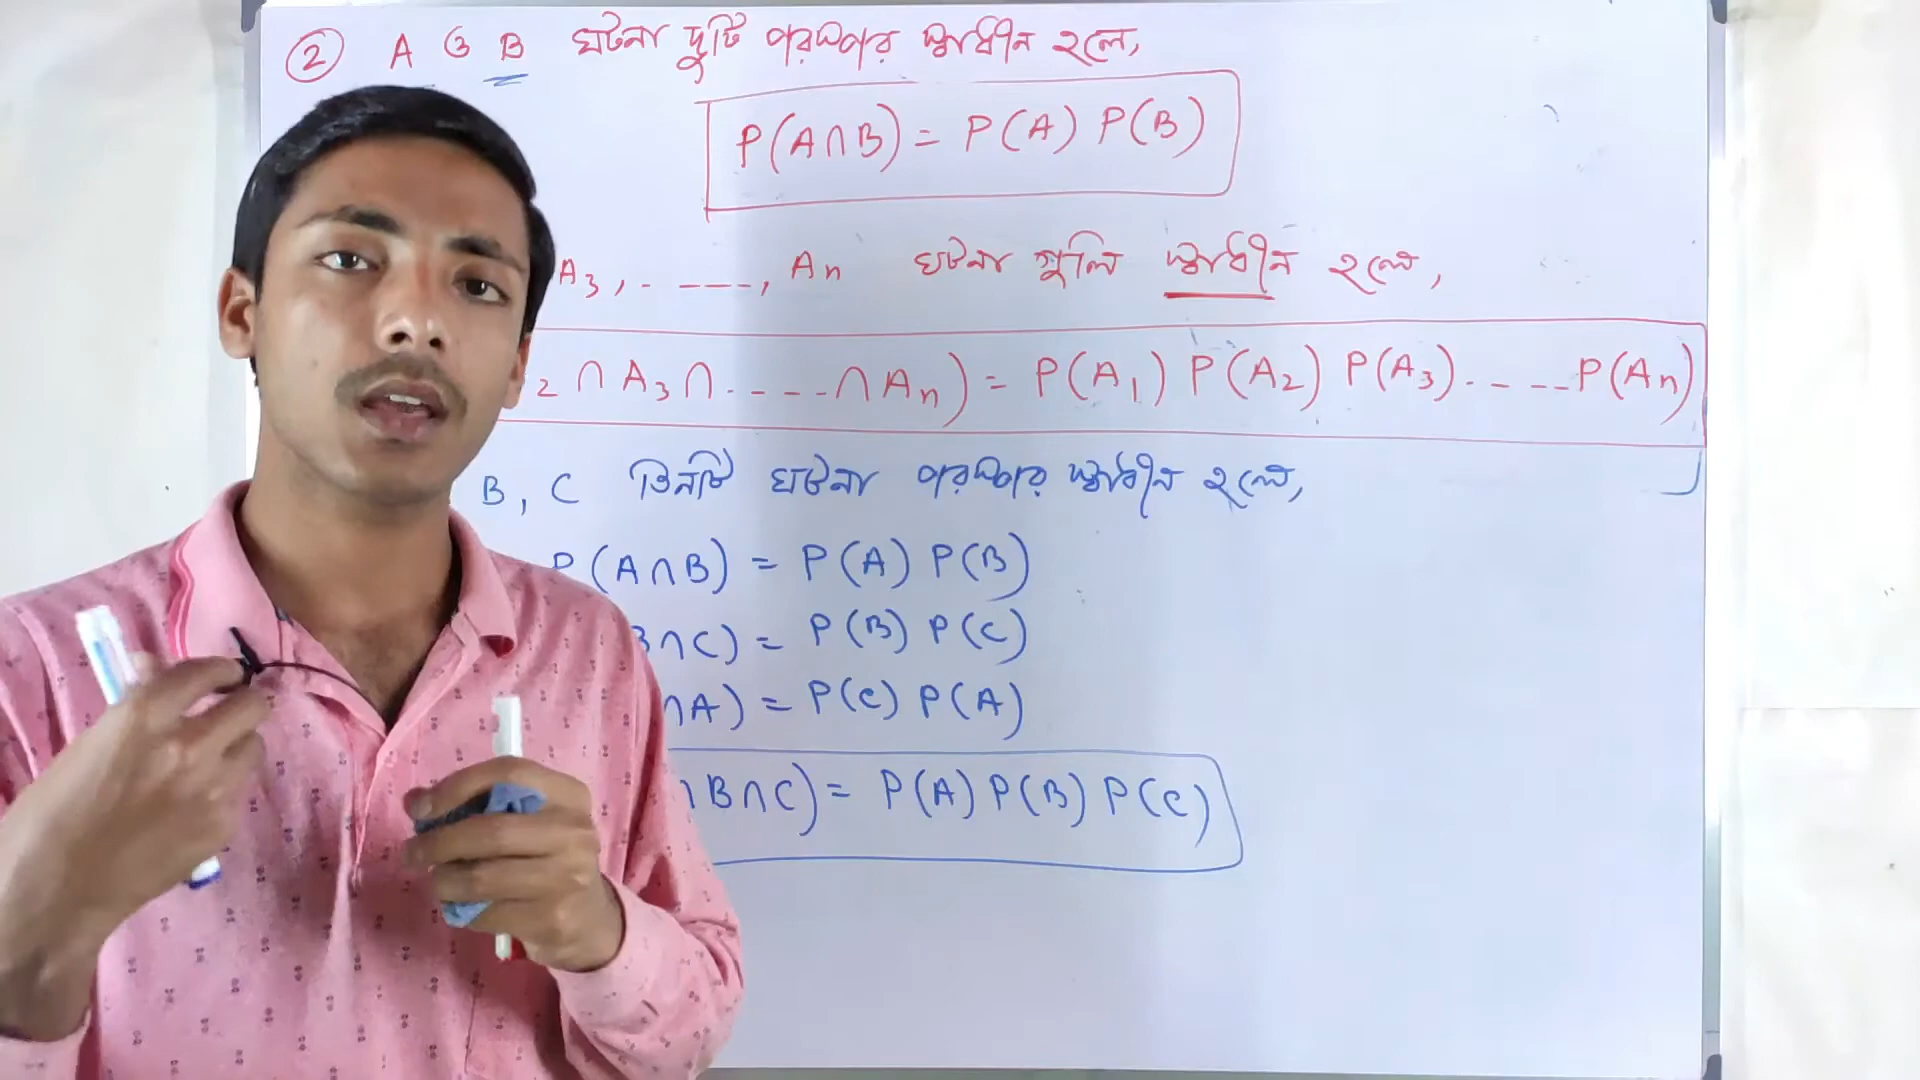 ② A ও B ঘটনা দুটি পরস্পর স্বাধীন হলে,
P(A∩B) = P(A) P(B)
A₃, . ----, Aₙ ঘটনা গুলি স্বাধীন হলে,
₂ ∩ A₃ ∩ . - - - - ∩ Aₙ) = P(A₁) P(A₂) P(A₃) . - - -- P(Aₙ)
B, C তিনটি ঘটনা পরস্পর স্বাধীন হলে,
P(A∩B) = P(A) P(B)
B∩C) = P(B) P(C)
∩A) = P(C) P(A)
∩B∩C) = P(A) P(B) P(C)